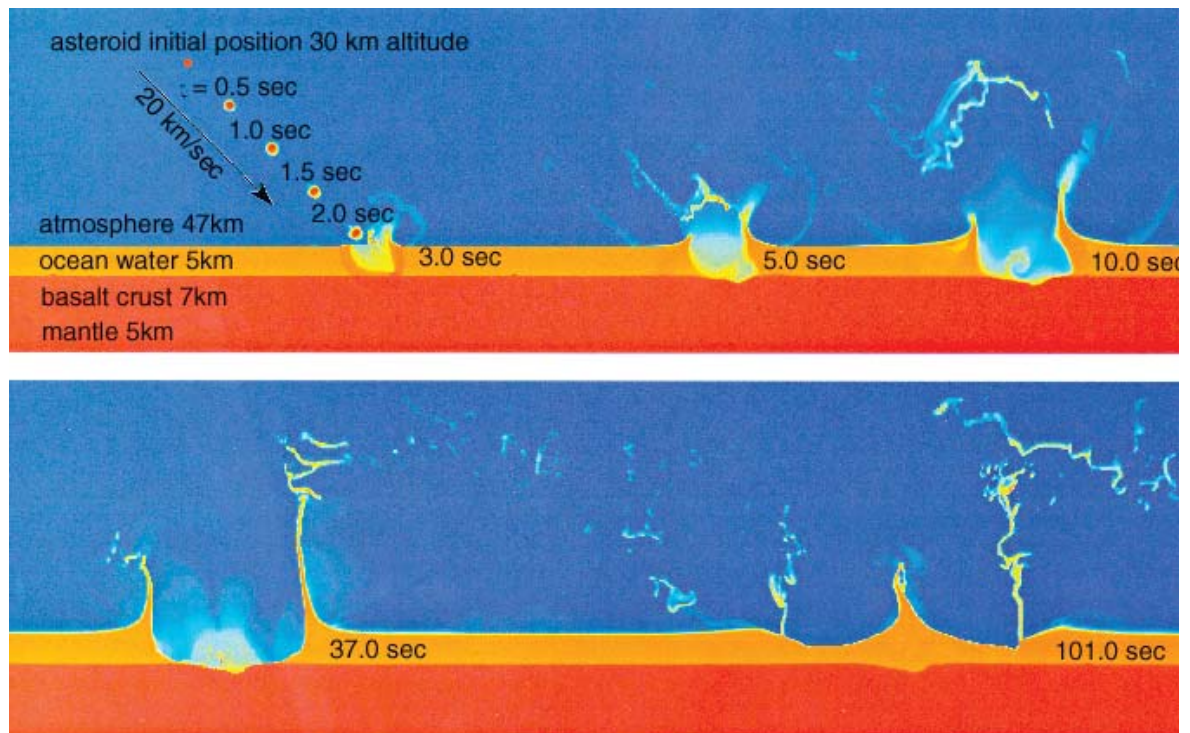 asteroid initial position 30 km altitude
= 0.5 sec
20 km/sec
1.0 sec
1.5 sec
2.0 sec
atmosphere 47km
ocean water 5km
3.0 sec
5.0 sec
10.0 sec
basalt crust 7km
mantle 5km
37.0 sec
101.0 sec